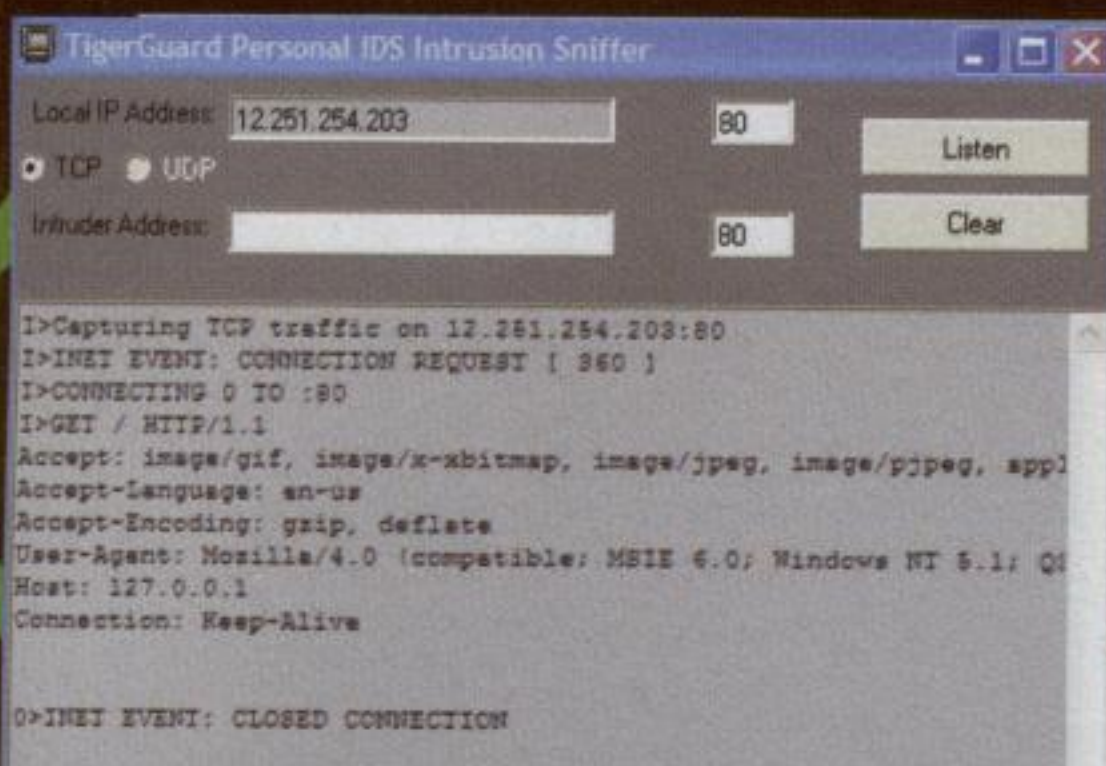 TigerGuard Personal IDS Intrusion Sniffer
Local IP Address: 12.251.254.203 80
Listen
TCP UDP
Intruder Address: 80
Clear
I>Capturing TCP traffic on 12.251.254.203:80
I>INET EVENT: CONNECTION REQUEST [ 360 ]
I>CONNECTING 0 TO :80
I>GET / HTTP/1.1
Accept: image/gif, image/x-xbitmap, image/jpeg, image/pjpeg, appl
Accept-Language: en-us
Accept-Encoding: gzip, deflate
User-Agent: Mozilla/4.0 (compatible; MSIE 6.0; Windows NT 5.1; Q
Host: 127.0.0.1
Connection: Keep-Alive
0>INET EVENT: CLOSED CONNECTION